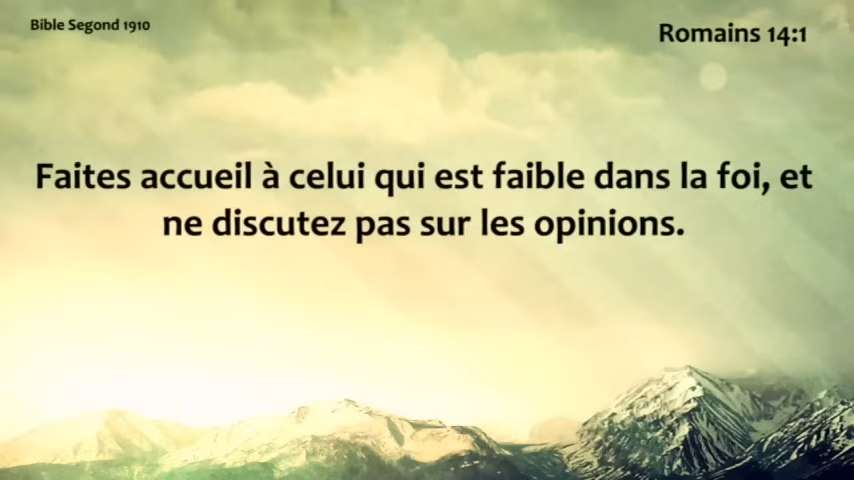 Bible Segond 1910
Romains 14:1
Faites accueil à celui qui est faible dans la foi, et
ne discutez pas sur les opinions.